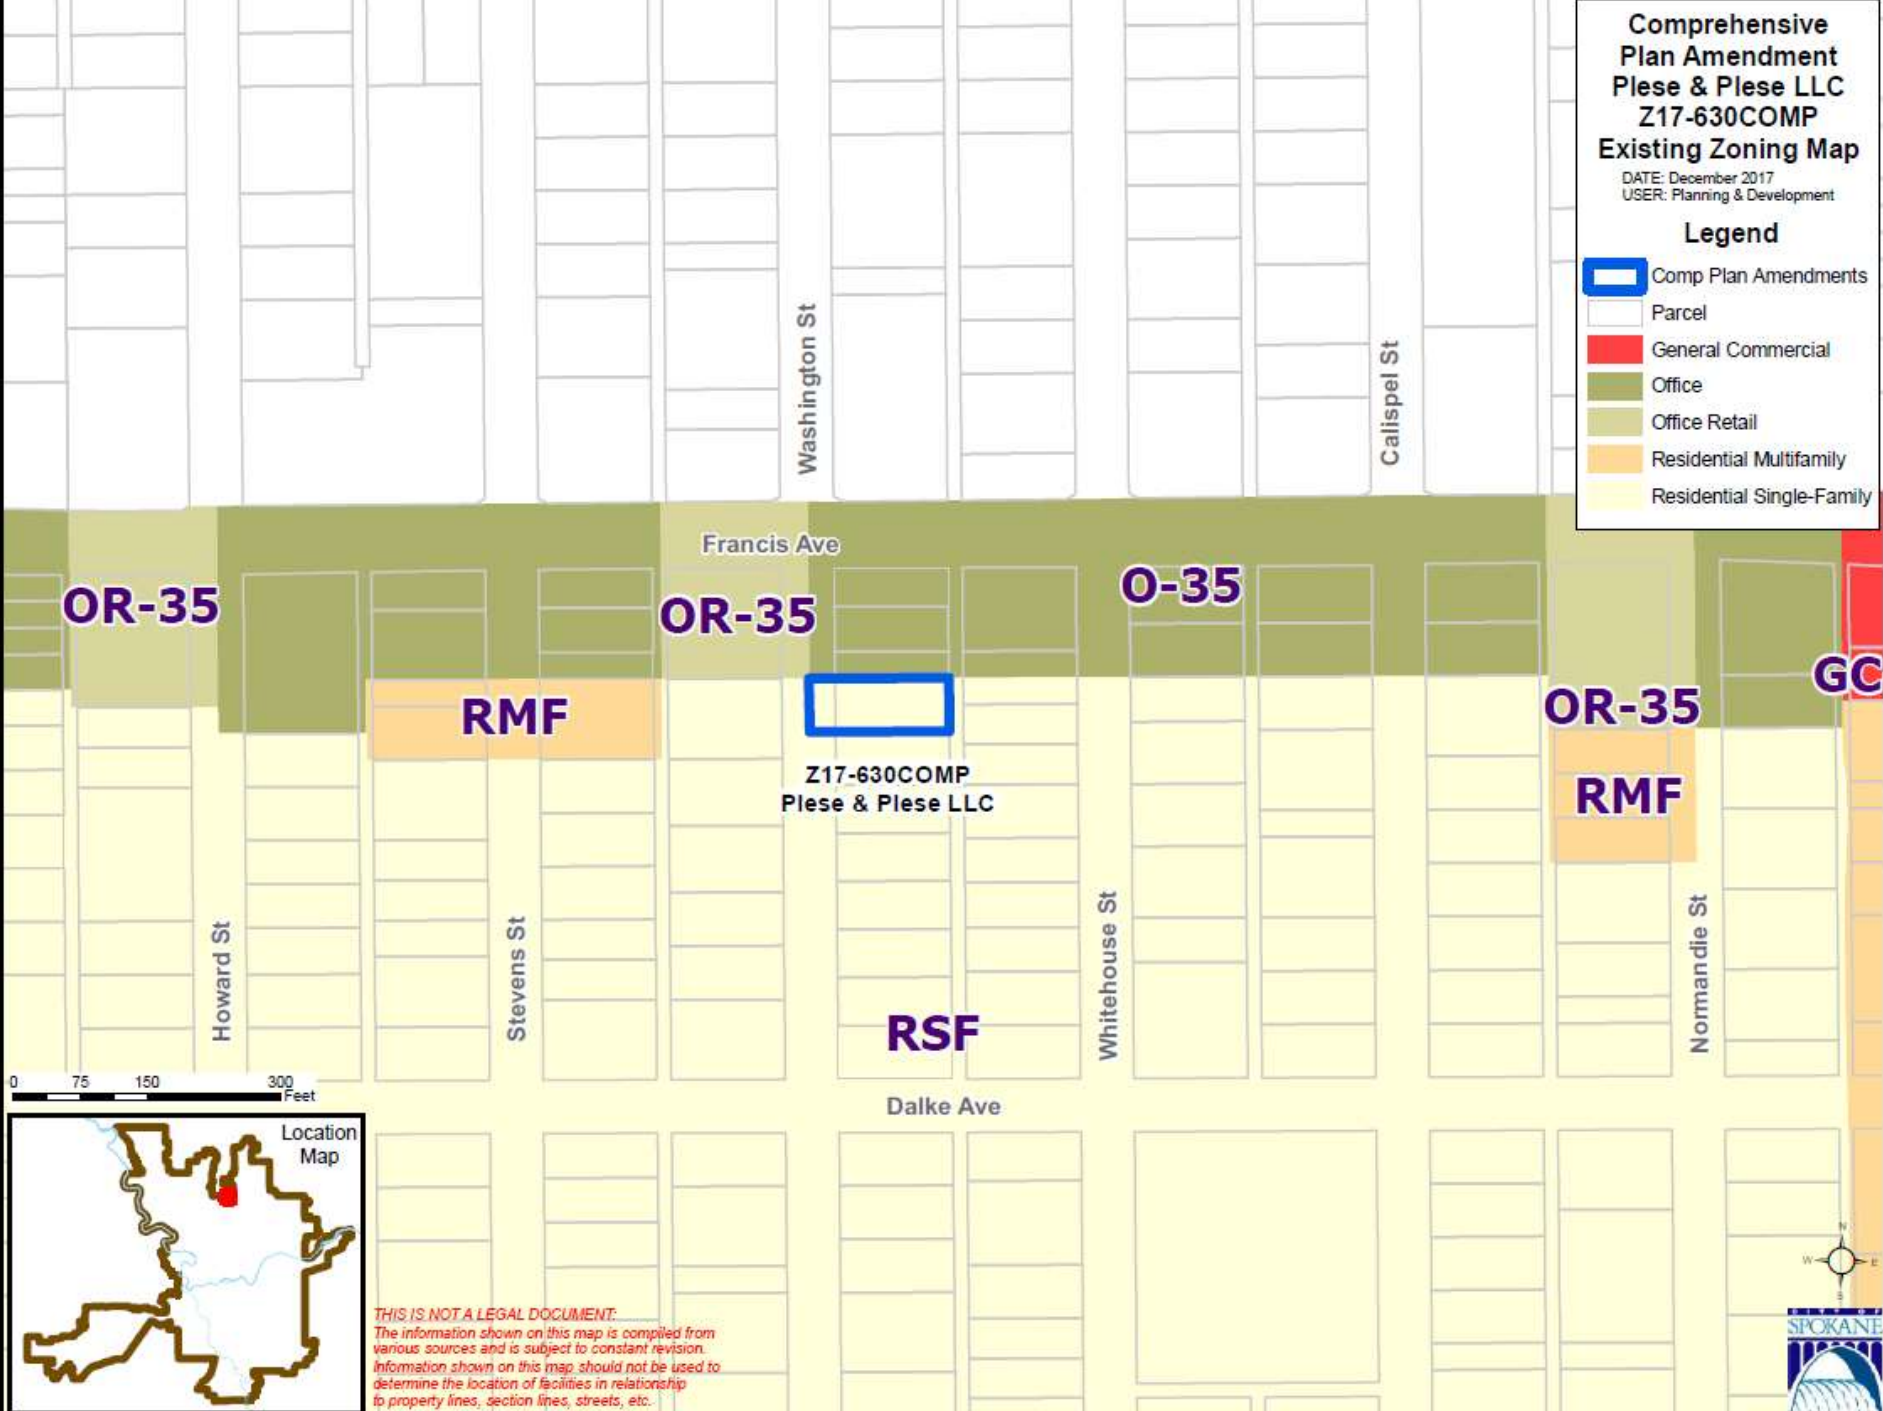 Comprehensive
Plan Amendment
Plese & Plese LLC
Z17-630COMP
Existing Zoning Map
DATE: December 2017
USER: Planning & Development
Legend
Comp Plan Amendments
Parcel
General Commercial
Office
Office Retail
Residential Multifamily
Residential Single-Family
Washington St
Calispel St
Francis Ave
OR-35
OR-35
O-35
GC
RMF
OR-35
Z17-630COMP
Plese & Plese LLC
RMF
Howard St
Stevens St
Whitehouse St
Normandie St
RSF
0 75 150 300
Feet
Dalke Ave
Location
Map
N
W E
S
THIS IS NOT A LEGAL DOCUMENT:
The information shown on this map is compiled from
various sources and is subject to constant revision.
Information shown on this map should not be used to
determine the location of facilities in relationship
to property lines, section lines, streets, etc.
CITY OF
SPOKANE